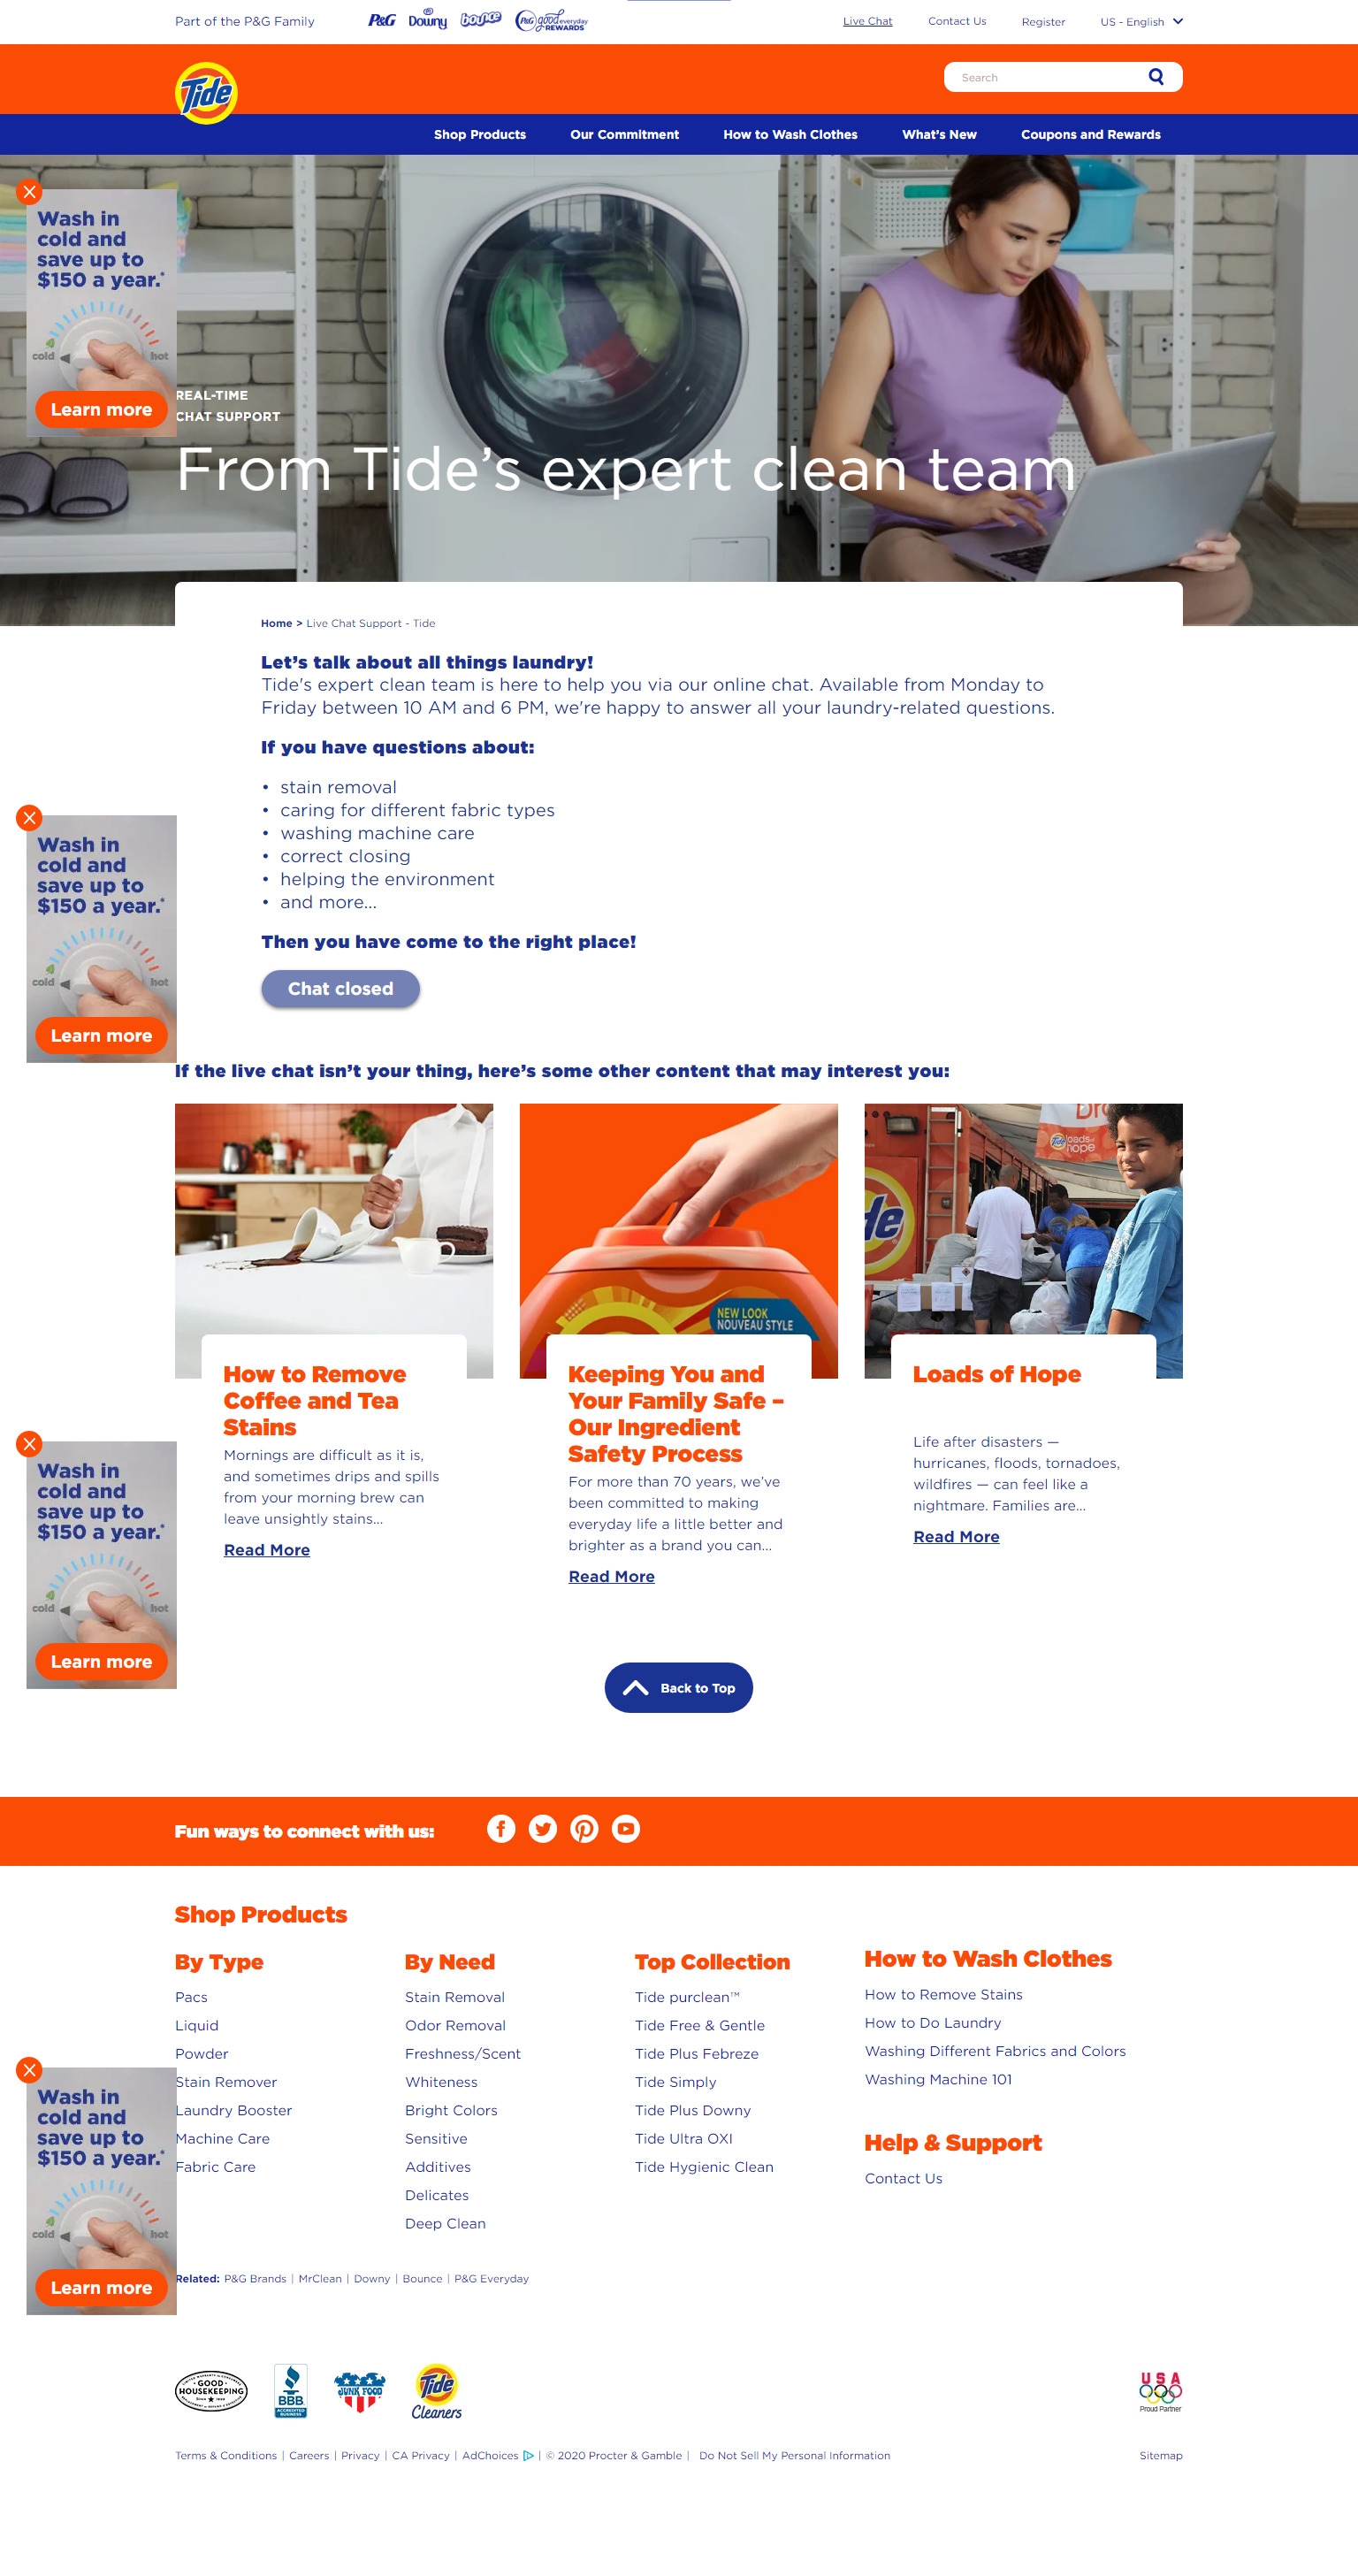 Part of the P&G Family
P&G Downy bounce P&G good everyday REWARDS
Live Chat Contact Us Register US - English
Tide
Search
Shop Products Our Commitment How to Wash Clothes What's New Coupons and Rewards
Wash in
cold and
save up to
$150 a year.*
cold hot
Learn more
REAL-TIME
CHAT SUPPORT
From Tide's expert clean team
Home > Live Chat Support - Tide
Let's talk about all things laundry!
Tide's expert clean team is here to help you via our online chat. Available from Monday to
Friday between 10 AM and 6 PM, we're happy to answer all your laundry-related questions.
If you have questions about:
• stain removal
• caring for different fabric types
• washing machine care
• correct closing
• helping the environment
• and more...
Wash in
cold and
save up to
$150 a year.*
cold hot
Learn more
Then you have come to the right place!
Chat closed
If the live chat isn't your thing, here's some other content that may interest you:
NEW LOOK
NOUVEAU STYLE
Tide loads of hope
de
How to Remove
Coffee and Tea
Stains
Mornings are difficult as it is,
and sometimes drips and spills
from your morning brew can
leave unsightly stains...
Read More
Keeping You and
Your Family Safe –
Our Ingredient
Safety Process
For more than 70 years, we've
been committed to making
everyday life a little better and
brighter as a brand you can...
Read More
Loads of Hope
Life after disasters —
hurricanes, floods, tornadoes,
wildfires — can feel like a
nightmare. Families are...
Read More
Wash in
cold and
save up to
$150 a year.*
cold hot
Learn more
Back to Top
Fun ways to connect with us:
Shop Products
By Type
Pacs
Liquid
Powder
Stain Remover
Laundry Booster
Machine Care
Fabric Care
By Need
Stain Removal
Odor Removal
Freshness/Scent
Whiteness
Bright Colors
Sensitive
Additives
Delicates
Deep Clean
Top Collection
Tide purclean™
Tide Free & Gentle
Tide Plus Febreze
Tide Simply
Tide Plus Downy
Tide Ultra OXI
Tide Hygienic Clean
How to Wash Clothes
How to Remove Stains
How to Do Laundry
Washing Different Fabrics and Colors
Washing Machine 101
Help & Support
Contact Us
Wash in
cold and
save up to
$150 a year.*
cold hot
Learn more
Related: P&G Brands | MrClean | Downy | Bounce | P&G Everyday
GOOD
HOUSEKEEPING
BBB
ACCREDITED
BUSINESS
JUNK FOOD
Tide
Cleaners
USA
Proud Partner
Terms & Conditions | Careers | Privacy | CA Privacy | AdChoices | © 2020 Procter & Gamble | Do Not Sell My Personal Information
Sitemap